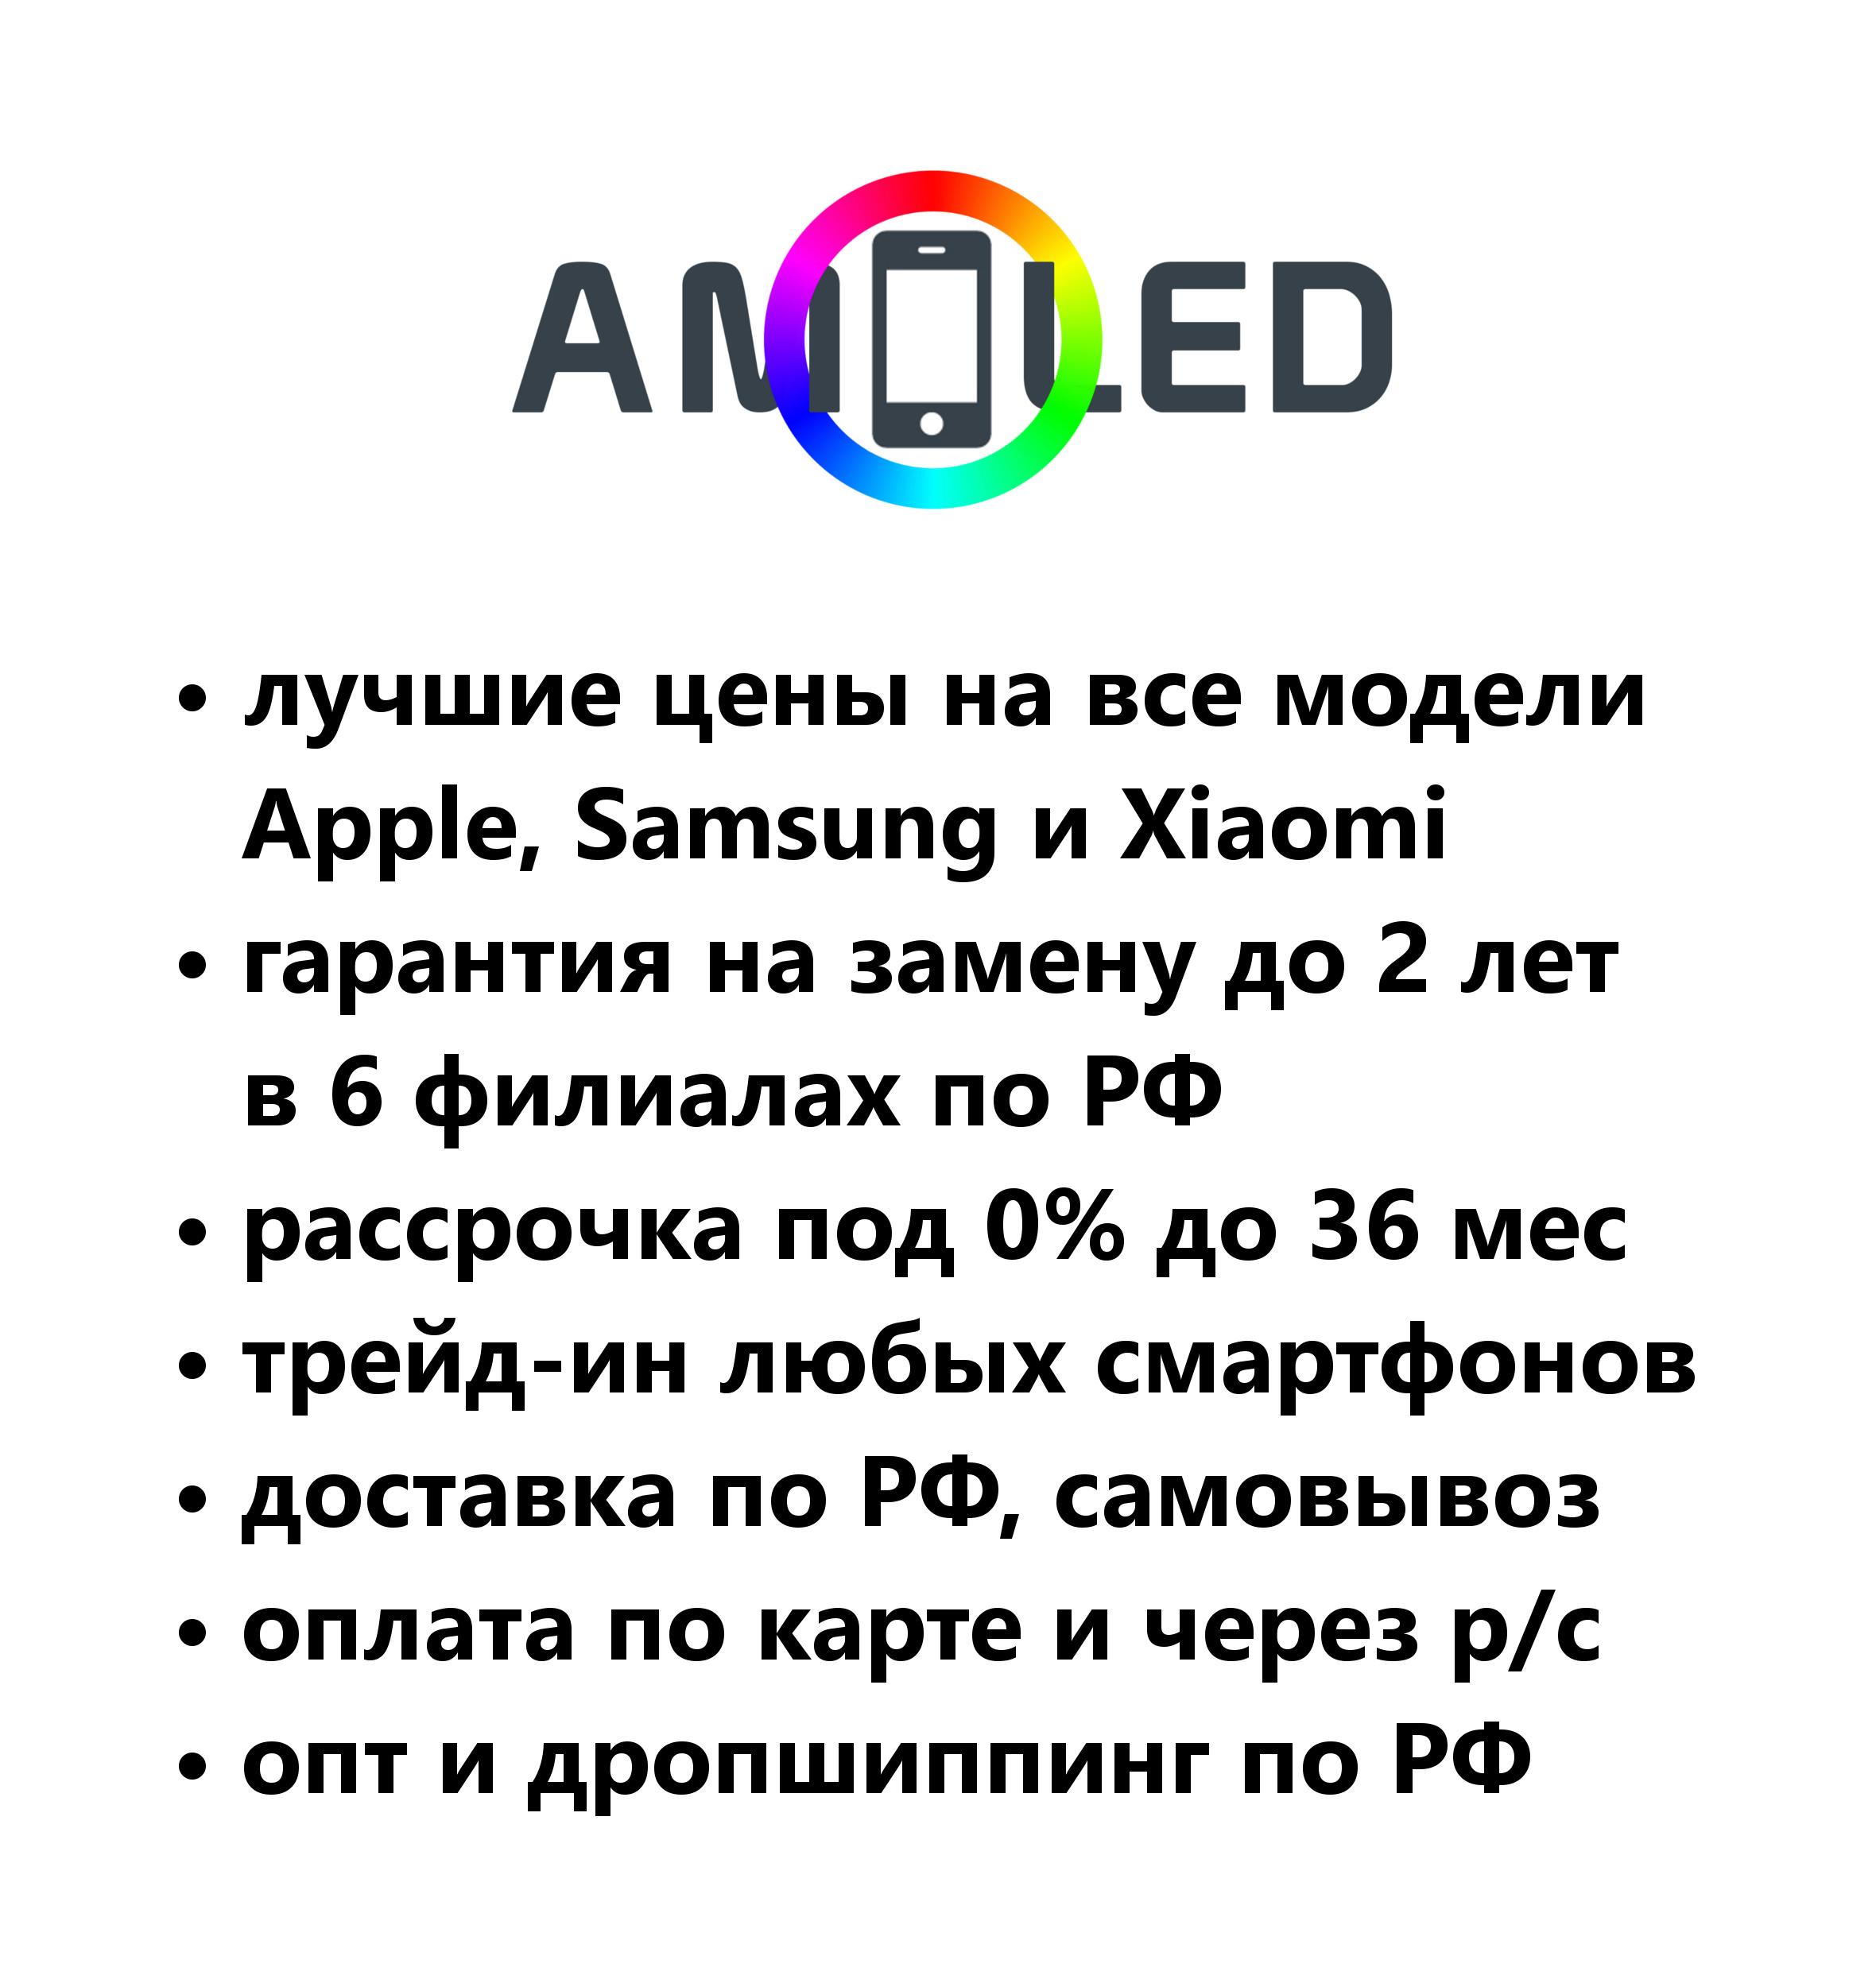 AMOLED
• лучшие цены на все модели
Apple, Samsung и Xiaomi
• гарантия на замену до 2 лет
в 6 филиалах по РФ
• рассрочка под 0% до 36 мес
• трейд-ин любых смартфонов
• доставка по РФ, самовывоз
• оплата по карте и через р/с
• опт и дропшиппинг по РФ